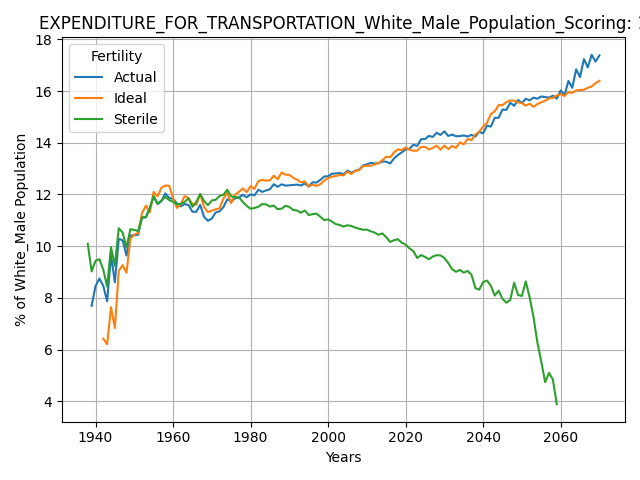 EXPENDITURE_FOR_TRANSPORTATION_White_Male_Population_Scoring:
Fertility
Actual
Ideal
Sterile
18
16
14
12
10
8
6
4
% of White_Male Population
1940
1960
1980
2000
2020
2040
2060
Years